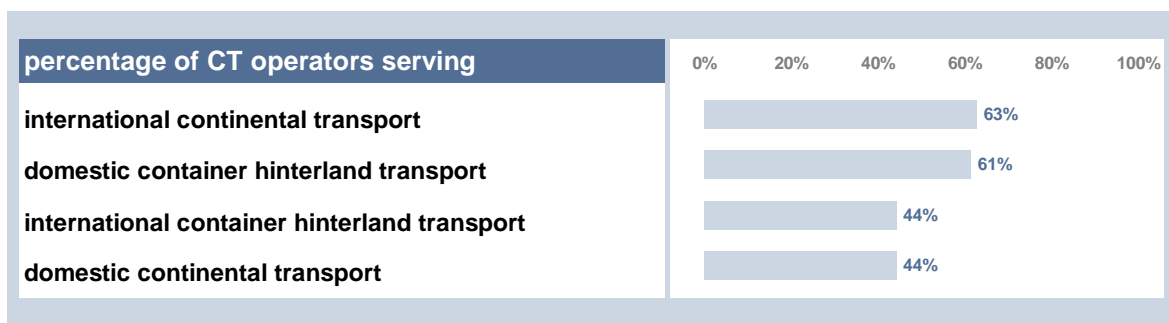 percentage of CT operators serving
0% 20% 40% 60% 80% 100%
international continental transport
63%
domestic container hinterland transport
61%
international container hinterland transport
44%
domestic continental transport
44%